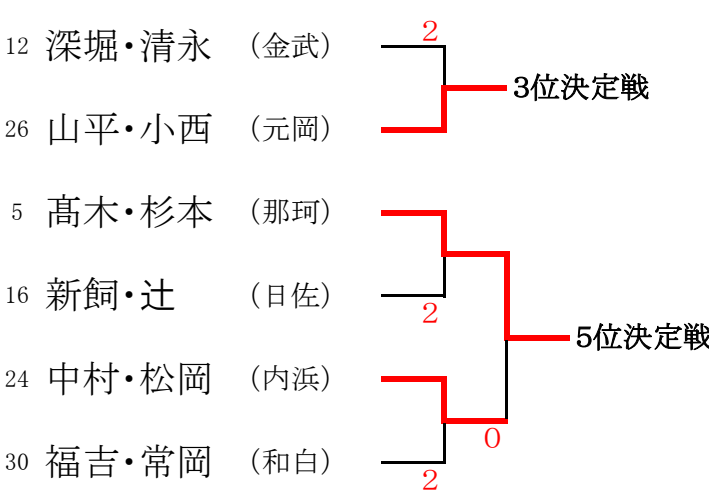 2
12 深堀・清永 （金武）
3位決定戦
26 山平・小西 （元岡）
5 髙木・杉本 （那珂）
16 新飼・辻 （日佐）
2
5位決定戦
24 中村・松岡 （内浜）
0
30 福吉・常岡 （和白）
2